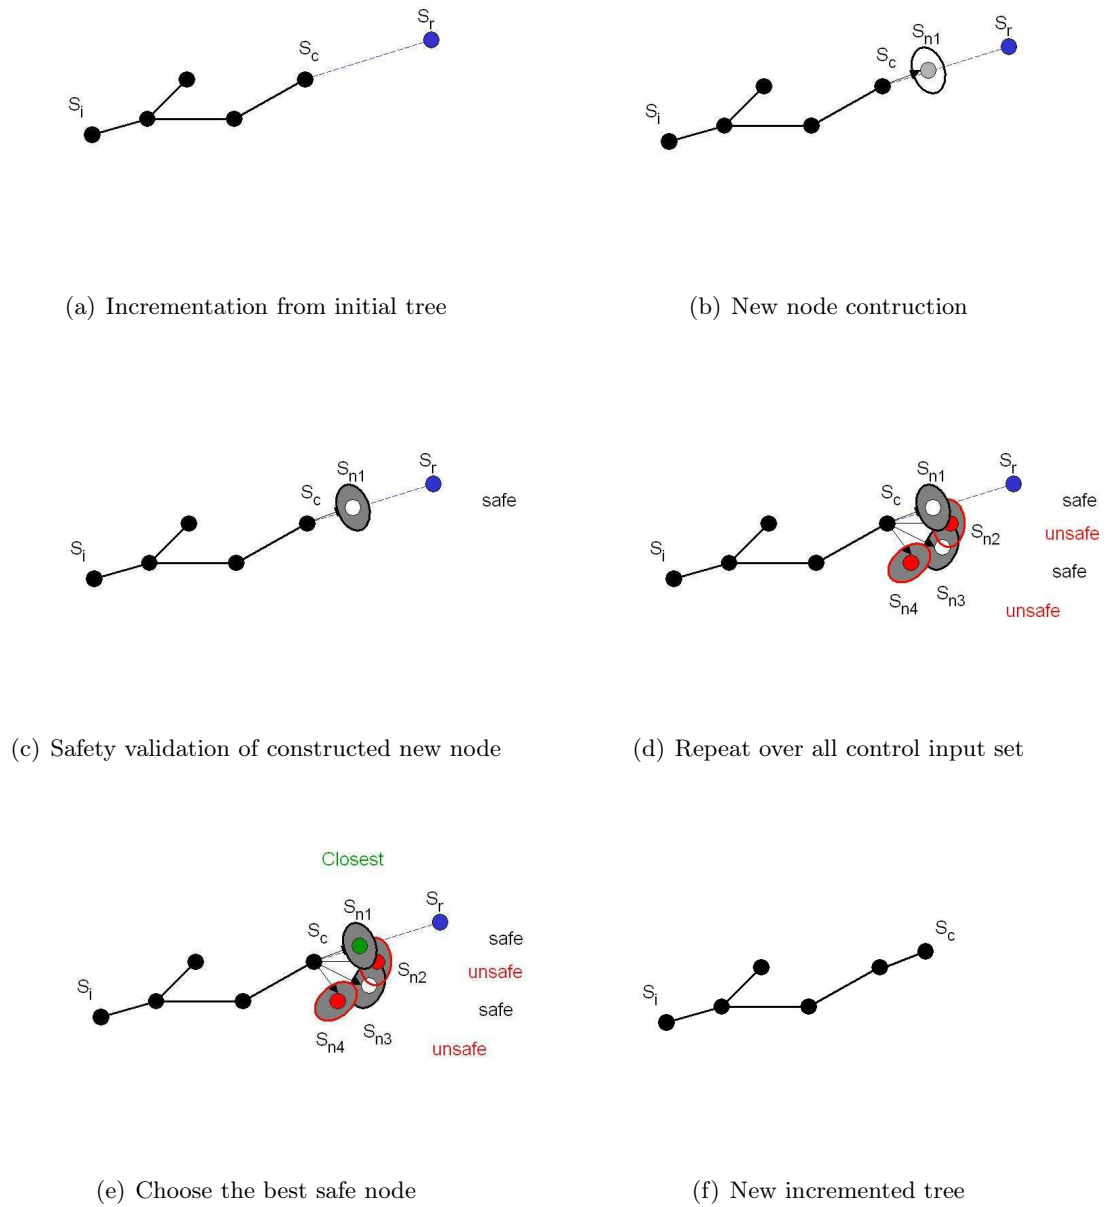 S_r
S_c
S_i
(a) Incrementation from initial tree
S_r
S_n1
S_c
S_i
(b) New node contruction
S_r
S_n1
S_c
safe
S_i
(c) Safety validation of constructed new node
S_r
S_n1
S_c
safe
S_n2
unsafe
S_i
safe
S_n3
S_n4
unsafe
(d) Repeat over all control input set
Closest
S_r
S_n1
S_c
safe
S_n2
unsafe
S_i
safe
S_n3
S_n4
unsafe
(e) Choose the best safe node
S_c
S_i
(f) New incremented tree